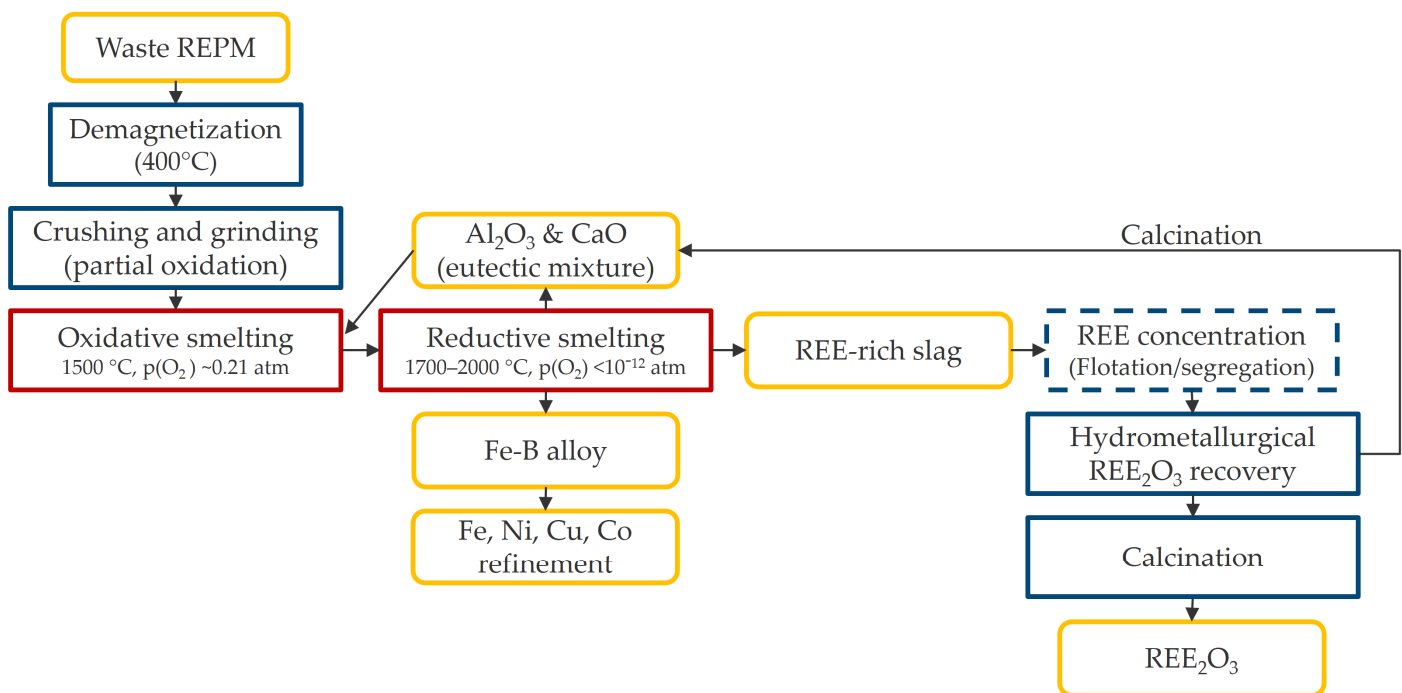 Waste REPM
Demagnetization
(400°C)
Crushing and grinding
(partial oxidation)
Oxidative smelting
1500 °C, p(O₂) ~0.21 atm
Al₂O₃ & CaO
(eutectic mixture)
Calcination
Reductive smelting
1700–2000 °C, p(O₂) <10⁻¹² atm
REE-rich slag
REE concentration
(Flotation/segregation)
Fe-B alloy
Fe, Ni, Cu, Co
refinement
Hydrometallurgical
REE₂O₃ recovery
Calcination
REE₂O₃